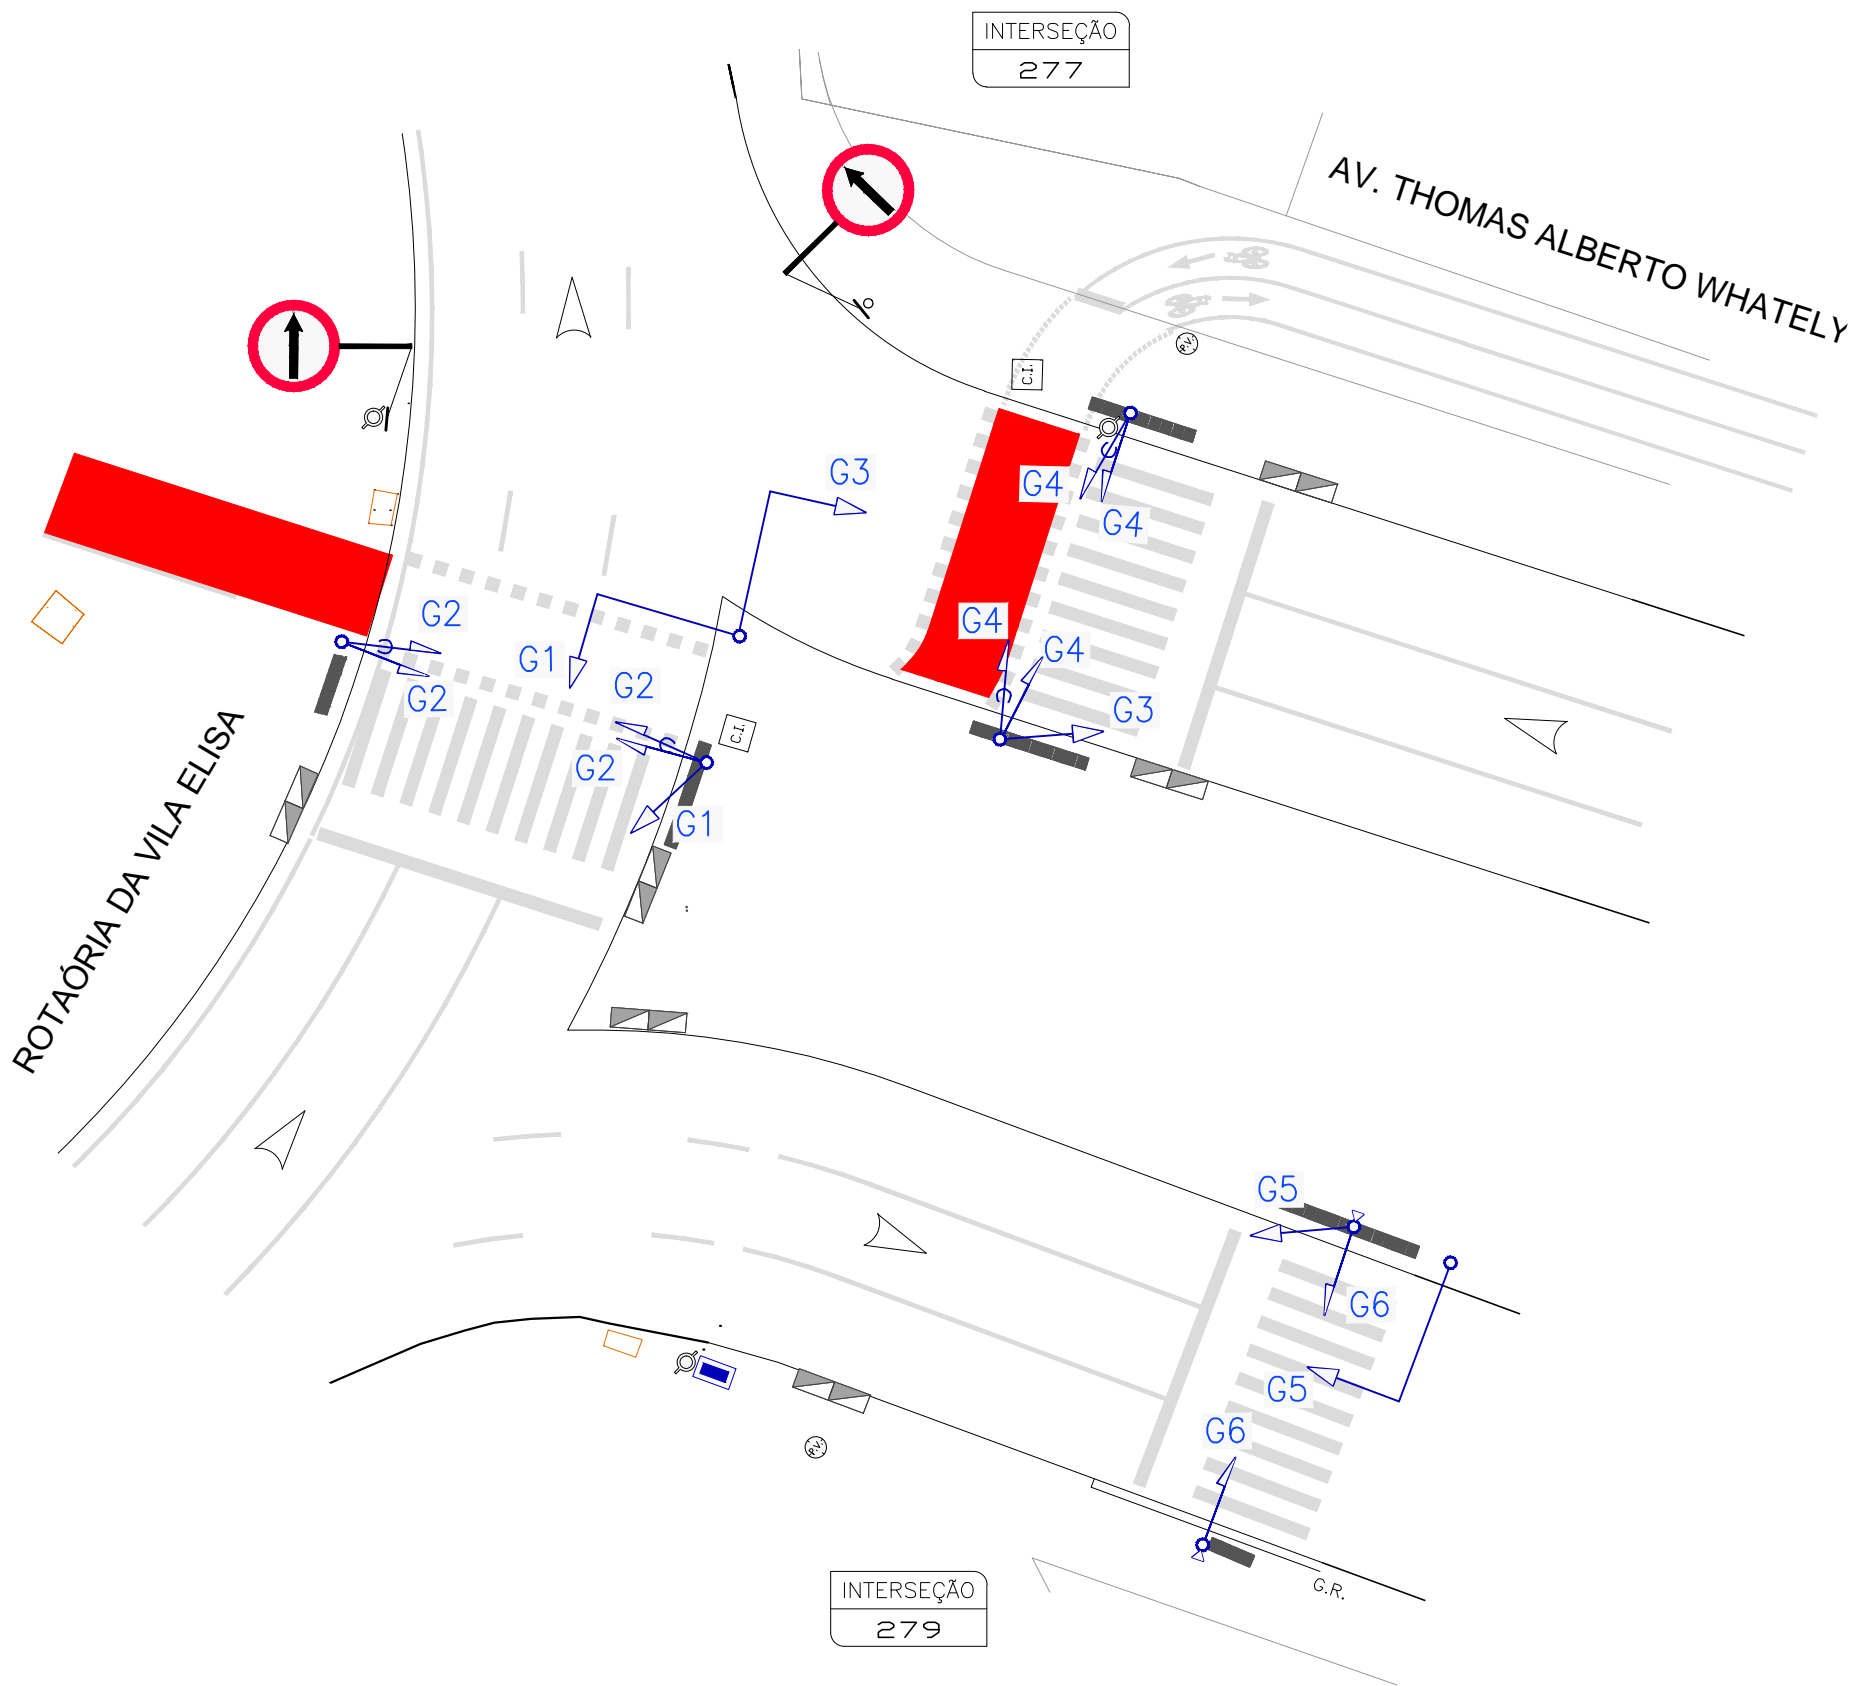 INTERSEÇÃO
277
AV. THOMAS ALBERTO WHATELY
P.V.
C.I.
G3
G4
G4
G2
G1
G4
G4
G2
G2
G3
C.I.
G2
G1
ROTAÓRIA DA VILA ELISA
G5
G6
G5
G6
P.V.
G.R.
INTERSEÇÃO
279